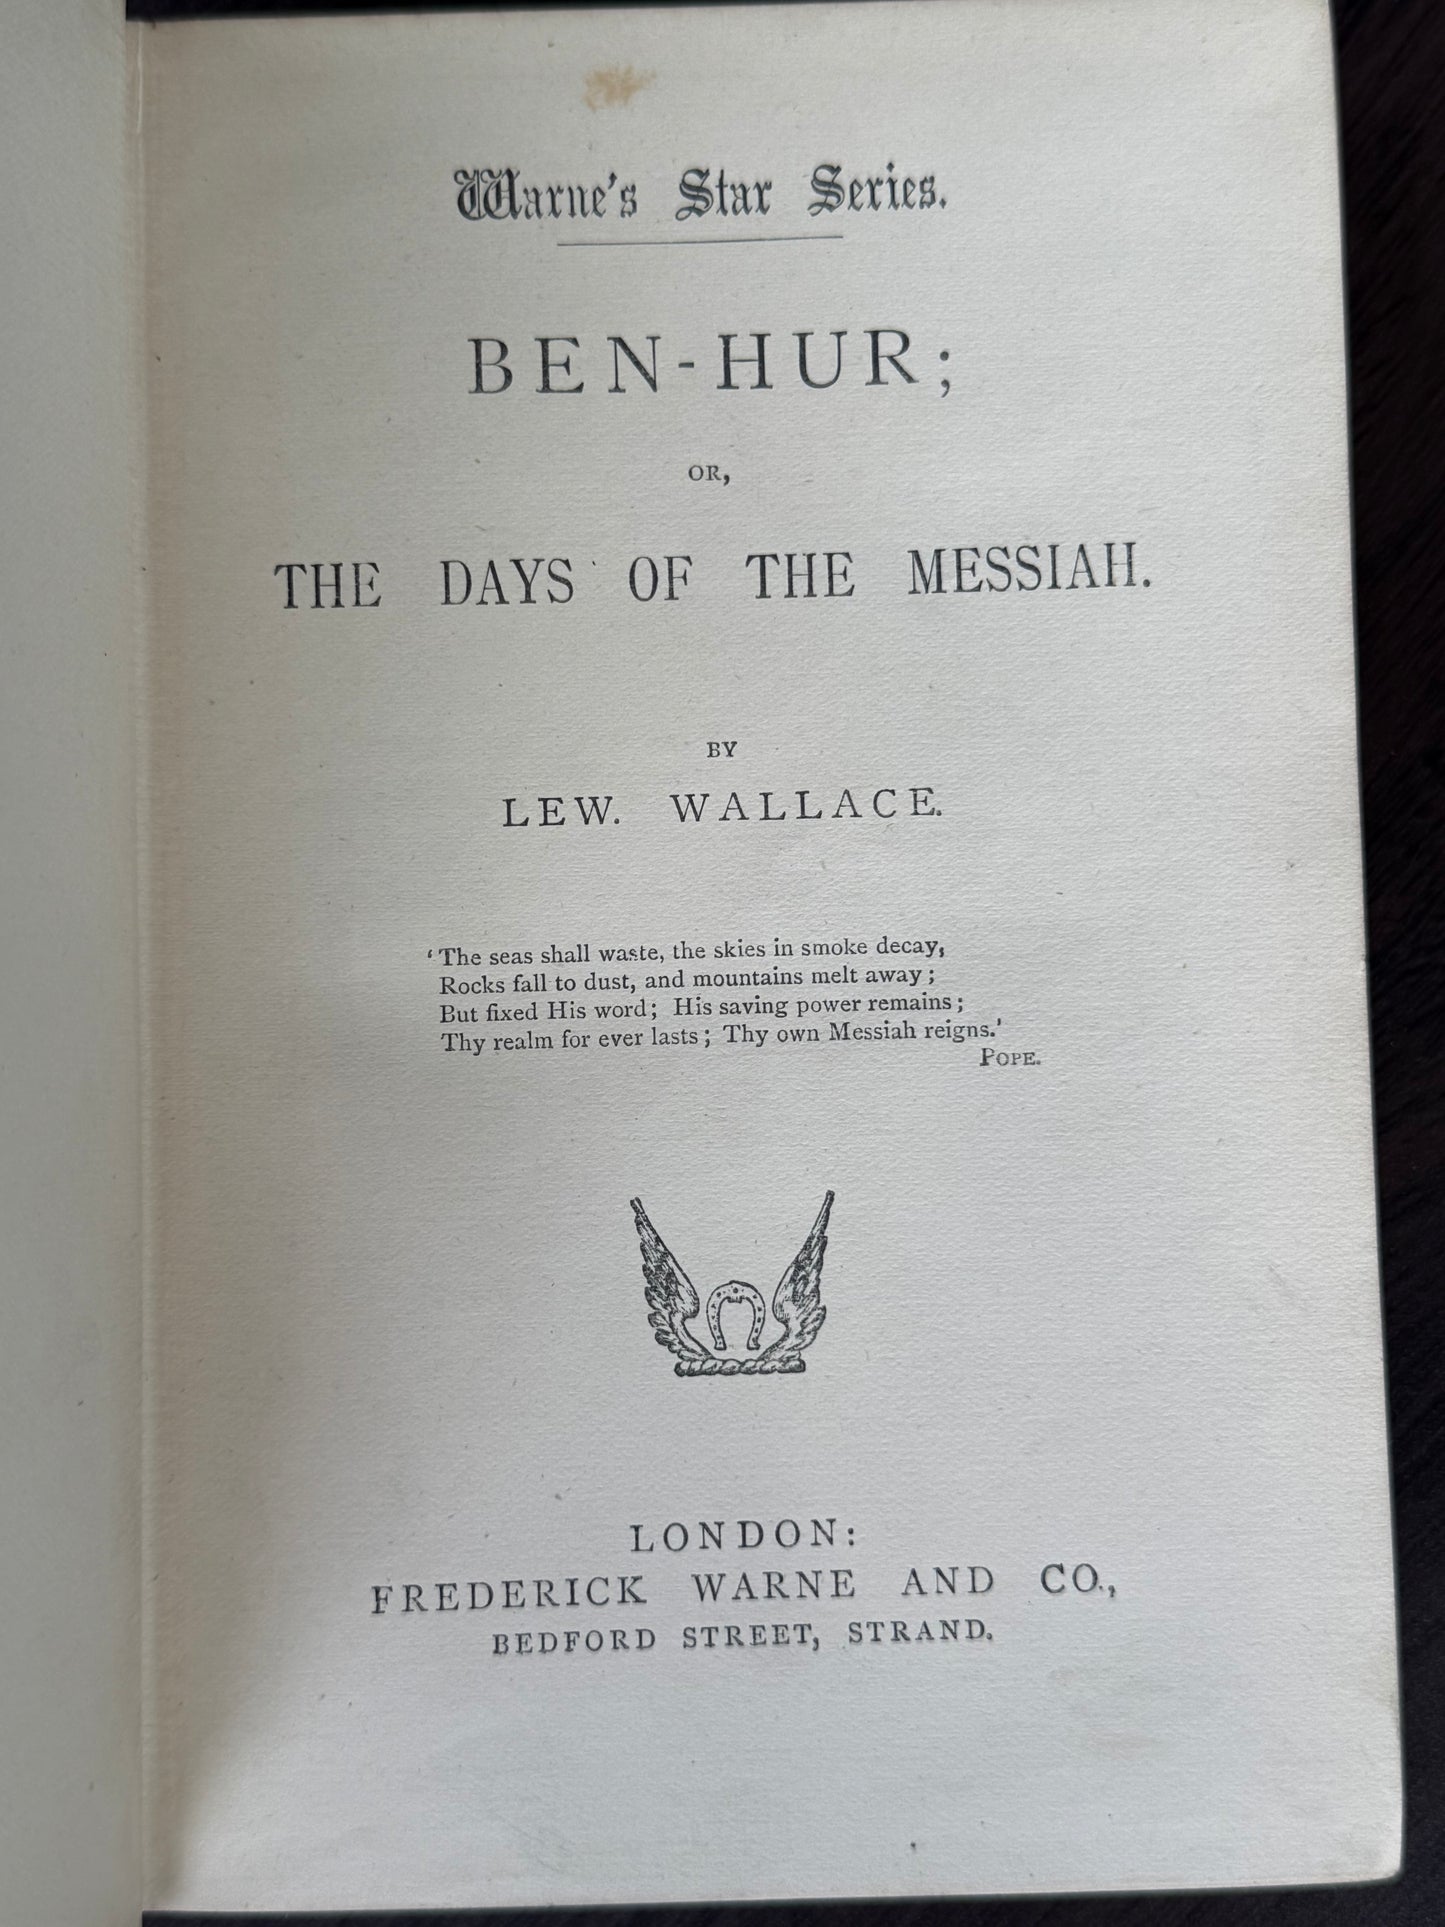 Warne's Star Series.
BEN-HUR;
OR,
THE DAYS OF THE MESSIAH.
BY
LEW. WALLACE.
'The seas shall waste, the skies in smoke decay,
Rocks fall to dust, and mountains melt away;
But fixed His word; His saving power remains;
Thy realm for ever lasts; Thy own Messiah reigns.'
POPE.
LONDON:
FREDERICK WARNE AND CO.,
BEDFORD STREET, STRAND.